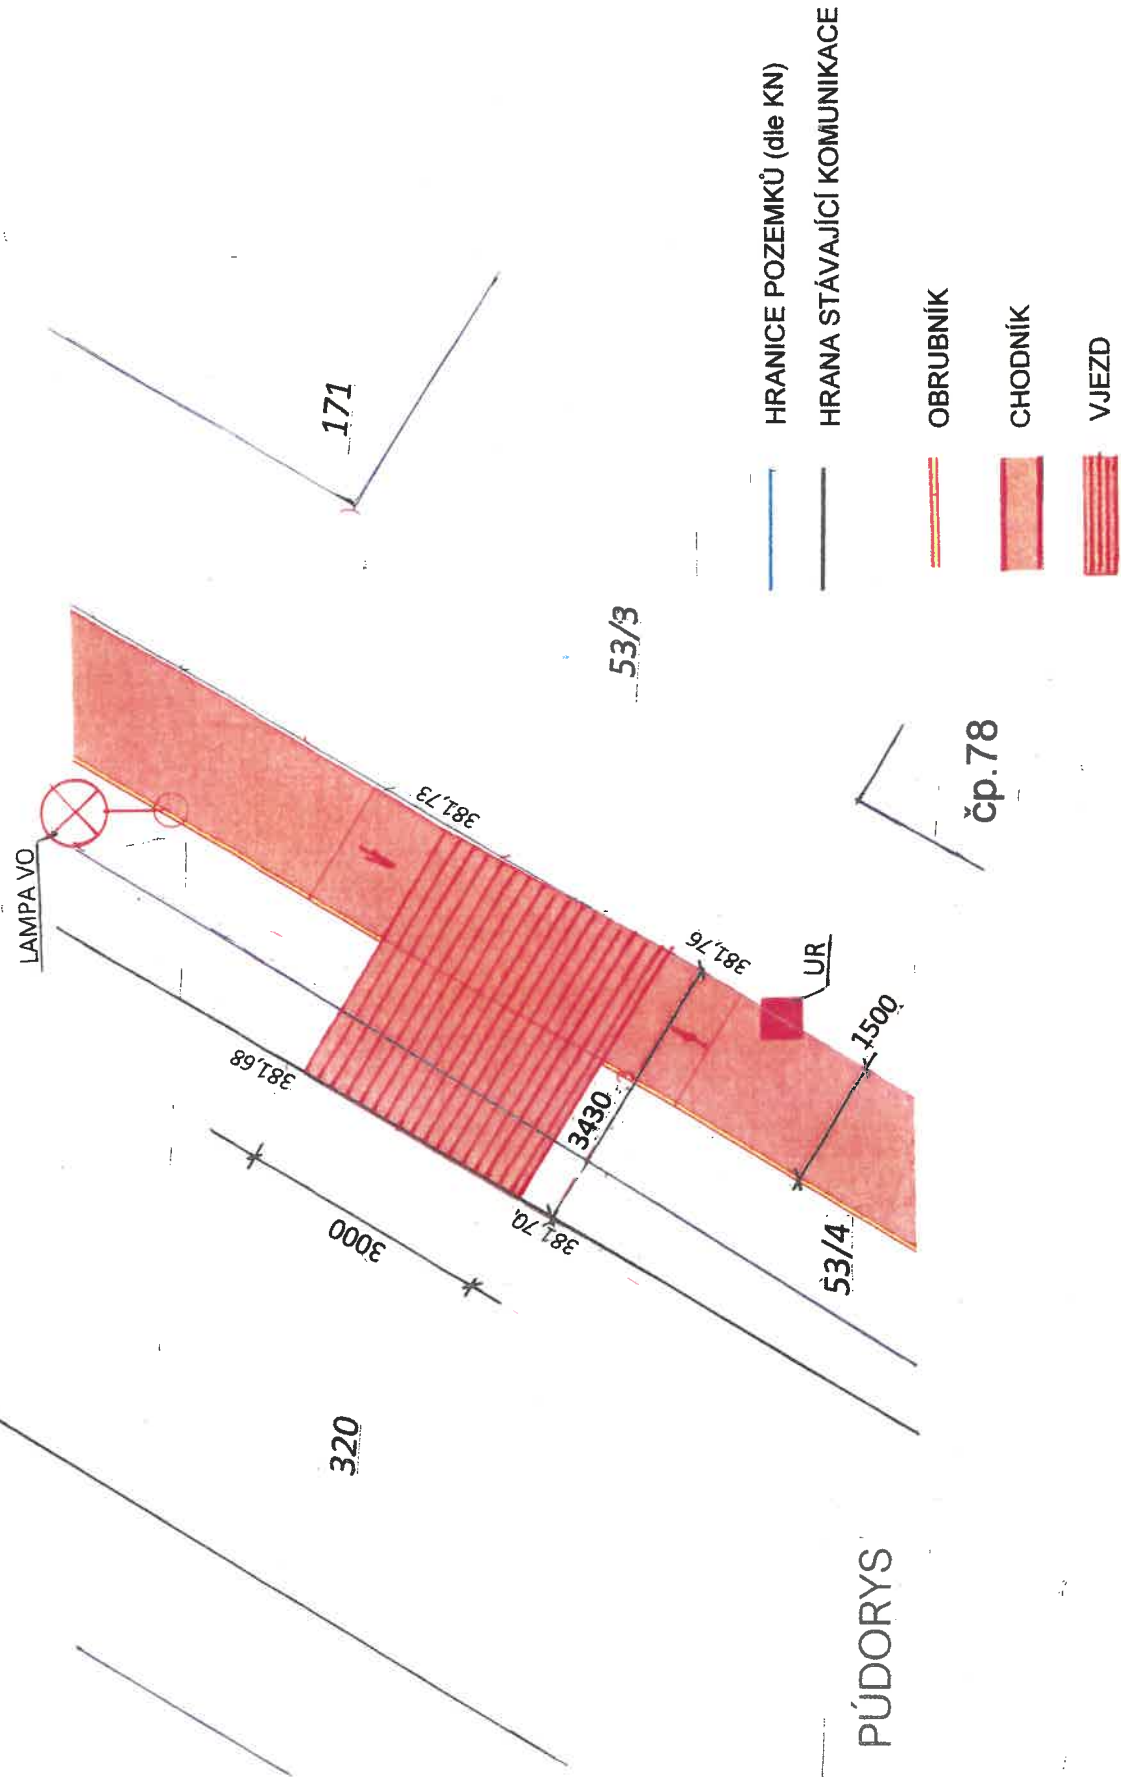 LAMPA VO
171
53/3
381,73
381,68
3000
381,76
UR
čp.78
3430
381,70
1500
53/4
320
PÚDORYS
HRANICE POZEMKŮ (dle KN)
HRANA STÁVAJÍCÍ KOMUNIKACE
OBRUBNÍK
CHODNÍK
VJEZD